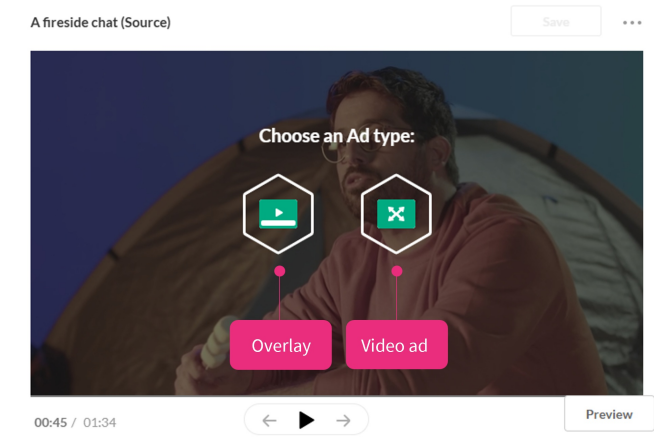 A fireside chat (Source)
Save
Choose an Ad type:
Overlay
Video ad
00:45 / 01:34
Preview